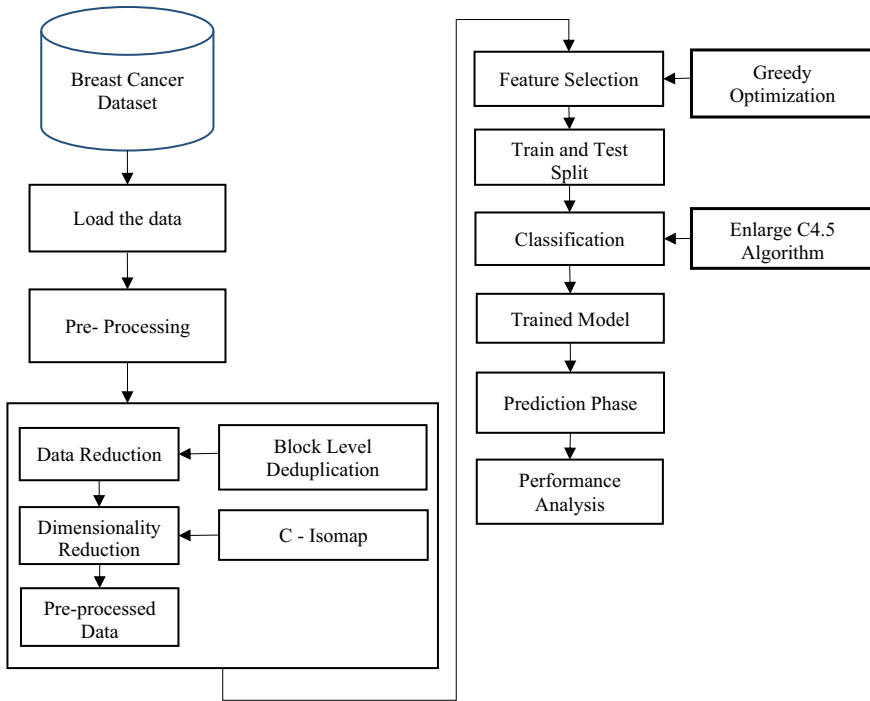 Breast Cancer
Dataset
Load the data
Pre- Processing
Data Reduction
Block Level
Deduplication
Dimensionality
Reduction
C - Isomap
Pre-processed
Data
Feature Selection
Greedy
Optimization
Train and Test
Split
Classification
Enlarge C4.5
Algorithm
Trained Model
Prediction Phase
Performance
Analysis